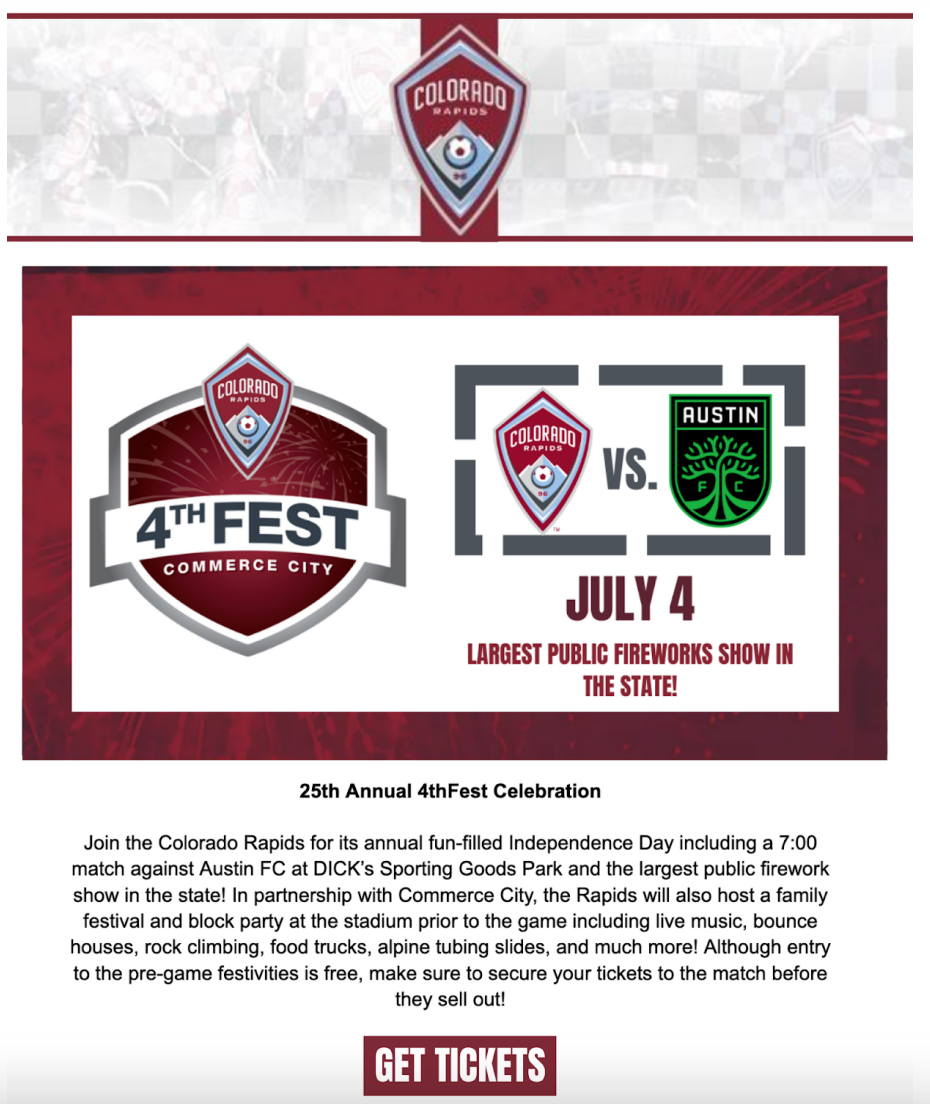 COLORADO
RAPIDS
96
COLORADO
RAPIDS
96
4TH FEST
COMMERCE CITY
COLORADO
RAPIDS
96
TM
VS.
AUSTIN
F C
JULY 4
LARGEST PUBLIC FIREWORKS SHOW IN
THE STATE!
25th Annual 4thFest Celebration
Join the Colorado Rapids for its annual fun-filled Independence Day including a 7:00
match against Austin FC at DICK's Sporting Goods Park and the largest public firework
show in the state! In partnership with Commerce City, the Rapids will also host a family
festival and block party at the stadium prior to the game including live music, bounce
houses, rock climbing, food trucks, alpine tubing slides, and much more! Although entry
to the pre-game festivities is free, make sure to secure your tickets to the match before
they sell out!
GET TICKETS